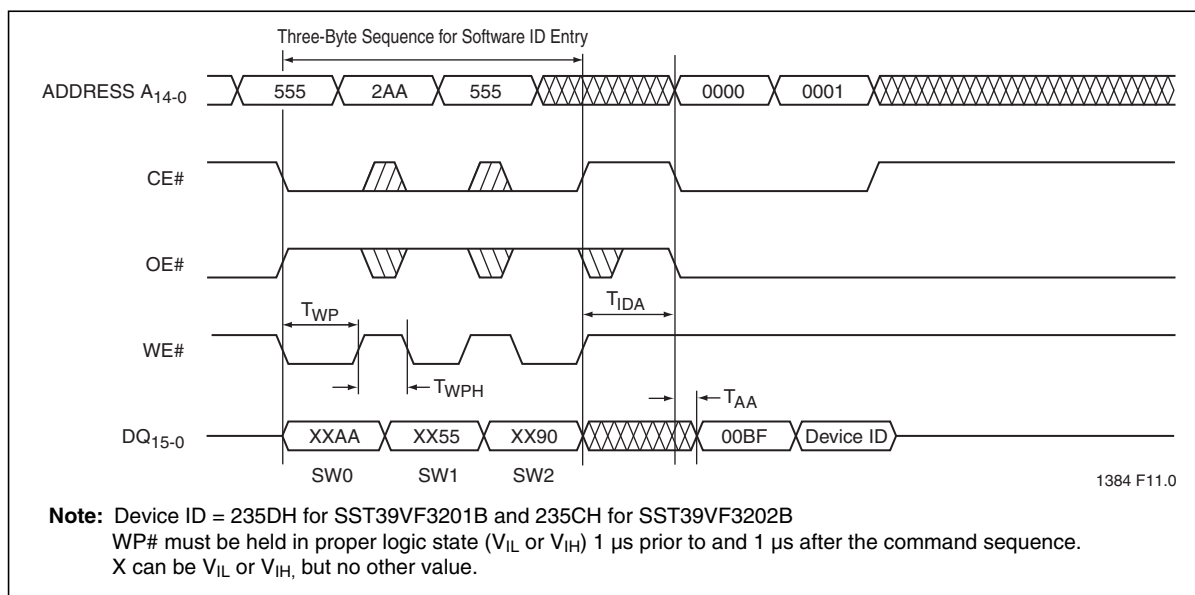 Three-Byte Sequence for Software ID Entry
ADDRESS A14-0
555
2AA
555
0000
0001
CE#
OE#
TWP
TIDA
WE#
TWPH
TAA
DQ15-0
XXAA
XX55
XX90
00BF
Device ID
SW0
SW1
SW2
1384 F11.0
Note: Device ID = 235DH for SST39VF3201B and 235CH for SST39VF3202B
WP# must be held in proper logic state (VIL or VIH) 1 µs prior to and 1 µs after the command sequence.
X can be VIL or VIH, but no other value.